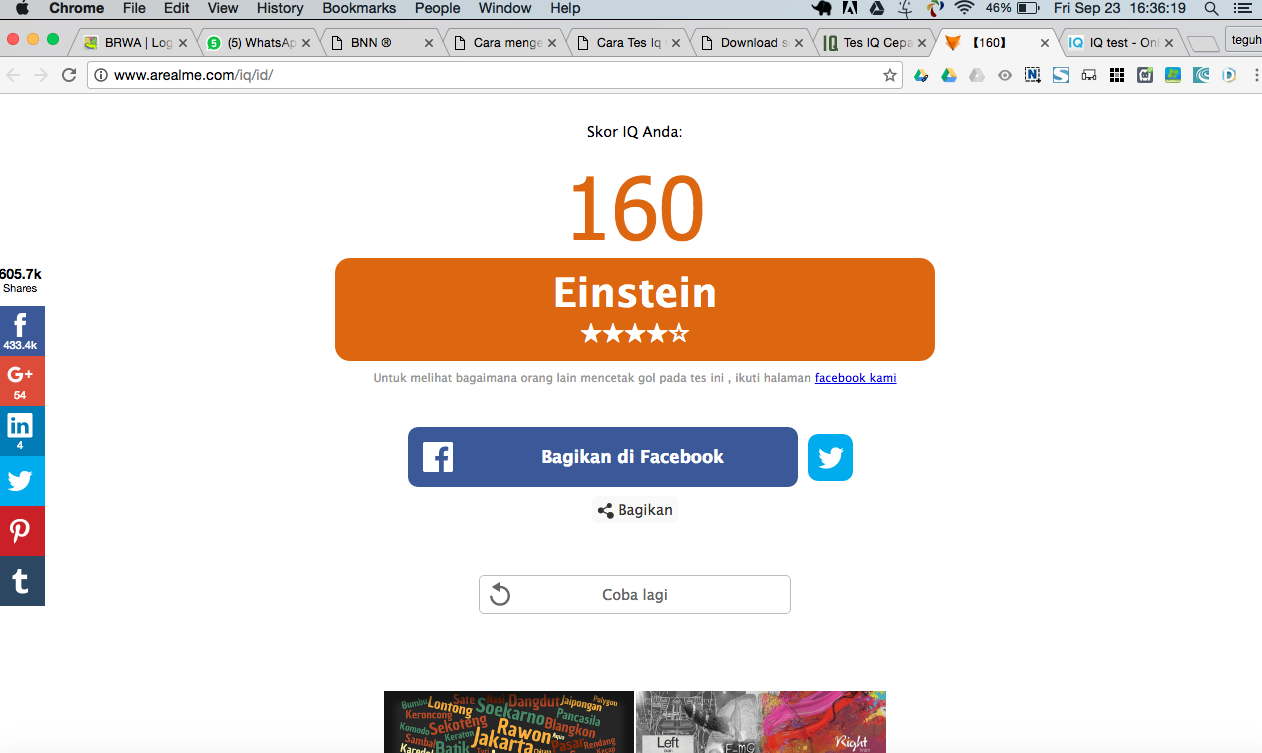 Chrome File Edit View History Bookmarks People Window Help 46% Fri Sep 23 16:36:19
BRWA | Log (5) WhatsAp BNN ® Cara menge Cara Tes Iq Download s Tes IQ Cepa 【160】 IQ test - Onl teguh
www.arealme.com/iq/id/
Skor IQ Anda:
160
Einstein
★★★★☆
Untuk melihat bagaimana orang lain mencetak gol pada tes ini , ikuti halaman facebook kami
605.7k
Shares
433.4k
G+
54
in
4
Bagikan di Facebook
Bagikan
Coba lagi
Bumbu Lontong Sate Nasi Dangdut Jaipongan Polygon
Keroncong Soekarno Pancasila
Komodo Sekoteng Rawon Blangkon
Sambal Keraton Jakarta Pasar Rendang
Karedok Batik
Left
E=mc
Right